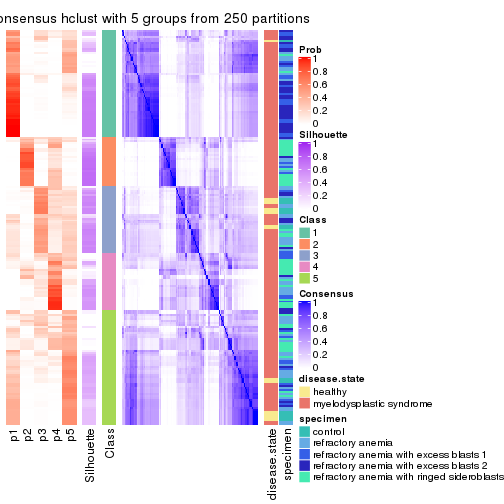 onsensus hclust with 5 groups from 250 partitions
Prob
1
0.8
0.6
0.4
0.2
0
Silhouette
1
0.8
0.6
0.4
0.2
0
Class
1
2
3
4
5
Consensus
1
0.8
0.6
0.4
0.2
0
disease.state
healthy
myelodysplastic syndrome
specimen
control
refractory anemia
refractory anemia with excess blasts 1
refractory anemia with excess blasts 2
refractory anemia with ringed sideroblasts
p1
p2
p3
p4
p5
Silhouette
Class
disease.state
specimen